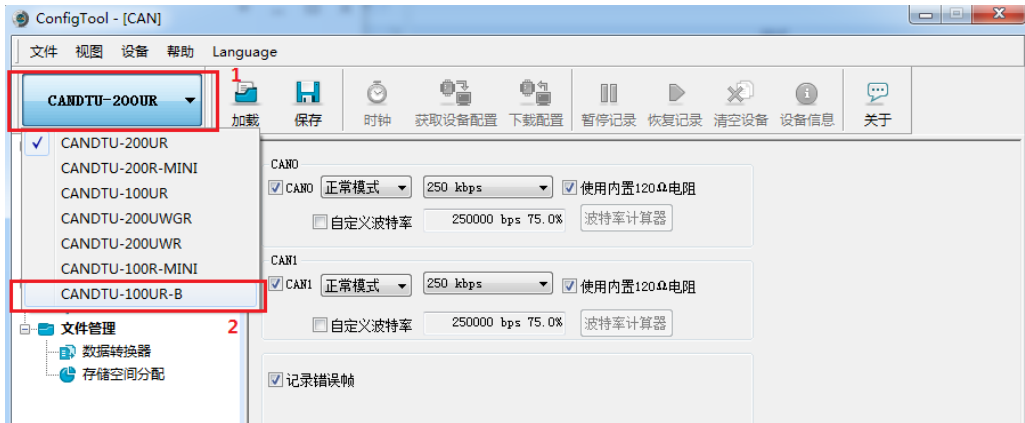 ConfigTool - [CAN]
文件 视图 设备 帮助 Language
CANDTU-200UR
1
加载 保存 时钟 获取设备配置 下载配置 暂停记录 恢复记录 清空设备 设备信息 关于
CANDTU-200UR
CANDTU-200R-MINI
CANDTU-100UR
CANDTU-200UWGR
CANDTU-200UWR
CANDTU-100R-MINI
CANDTU-100UR-B
2
文件管理
数据转换器
存储空间分配
CAN0
CAN0 正常模式 250 kbps 使用内置120Ω电阻
自定义波特率 250000 bps 75.0% 波特率计算器
CAN1
CAN1 正常模式 250 kbps 使用内置120Ω电阻
自定义波特率 250000 bps 75.0% 波特率计算器
记录错误帧